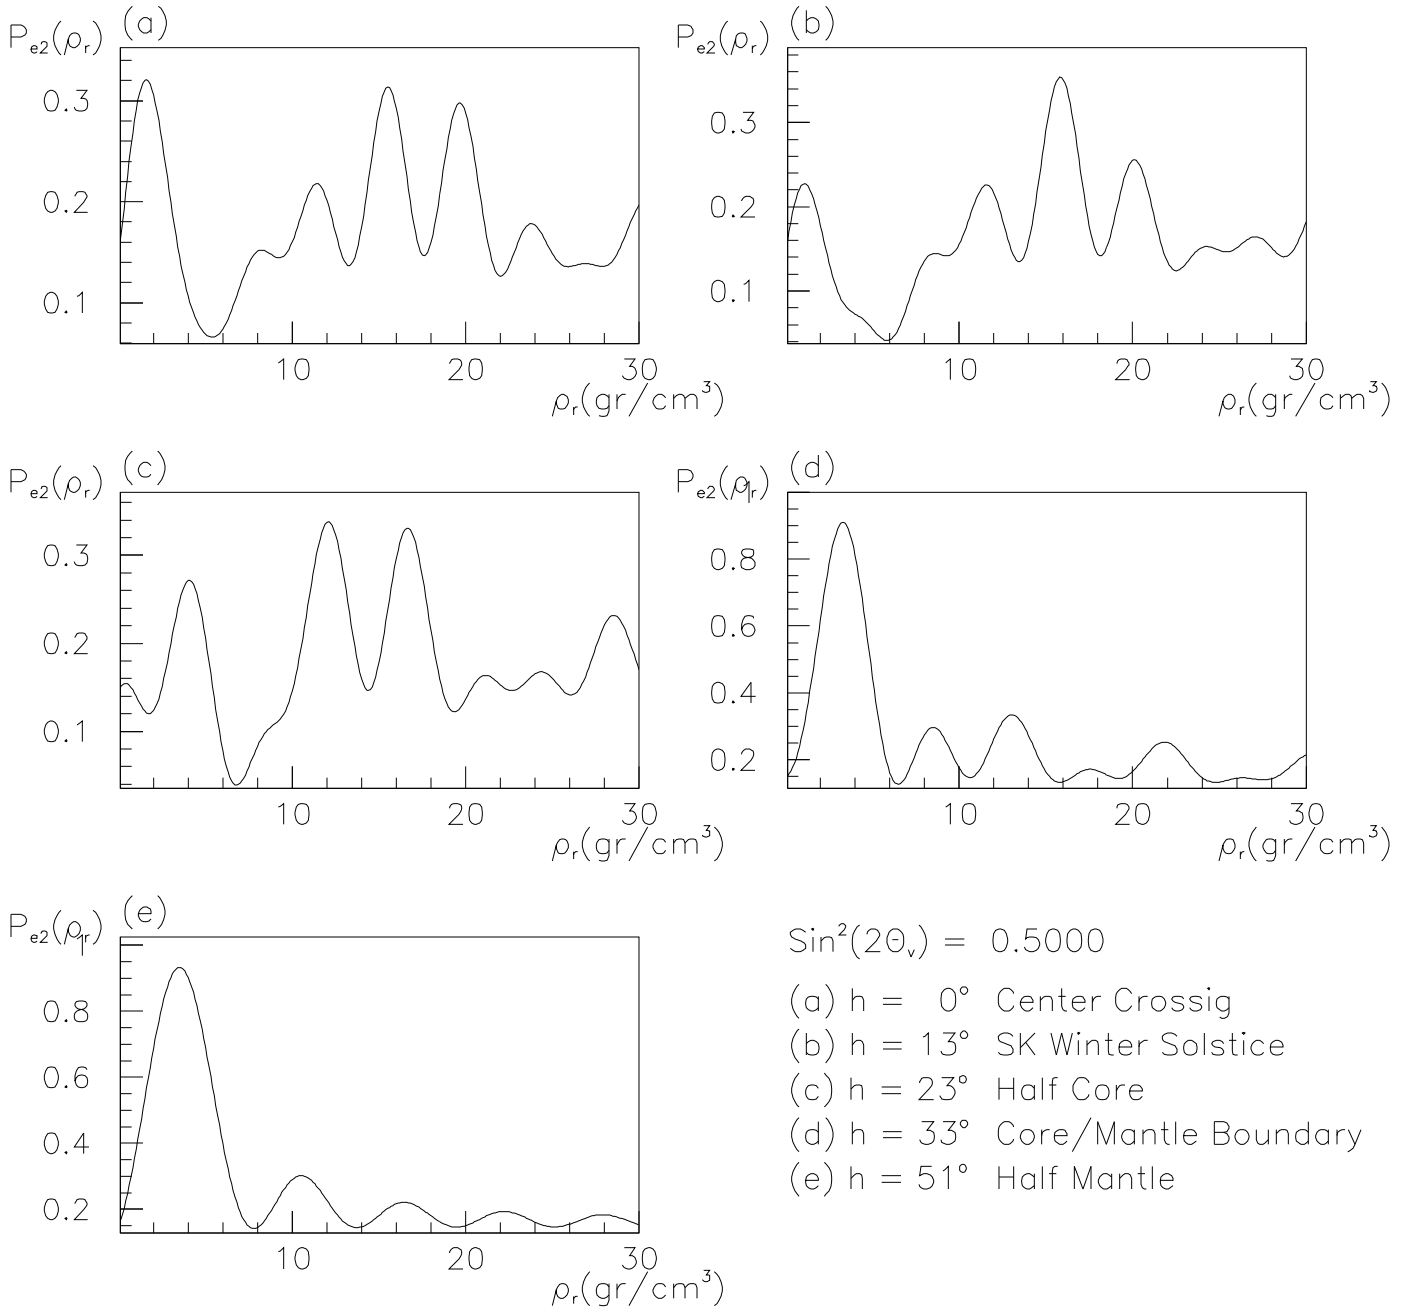 (a)
P_e2(ρ_r)
0.3
0.2
0.1
10 20 30
ρ_r(gr/cm³)
(b)
P_e2(ρ_r)
0.3
0.2
0.1
10 20 30
ρ_r(gr/cm³)
(c)
P_e2(ρ_r)
0.3
0.2
0.1
10 20 30
ρ_r(gr/cm³)
(d)
P_e2(ρ_r)
1
0.8
0.6
0.4
0.2
10 20 30
ρ_r(gr/cm³)
(e)
P_e2(ρ_r)
1
0.8
0.6
0.4
0.2
10 20 30
ρ_r(gr/cm³)
Sin²(2Θ_v) = 0.5000
(a) h = 0° Center Crossig
(b) h = 13° SK Winter Solstice
(c) h = 23° Half Core
(d) h = 33° Core/Mantle Boundary
(e) h = 51° Half Mantle